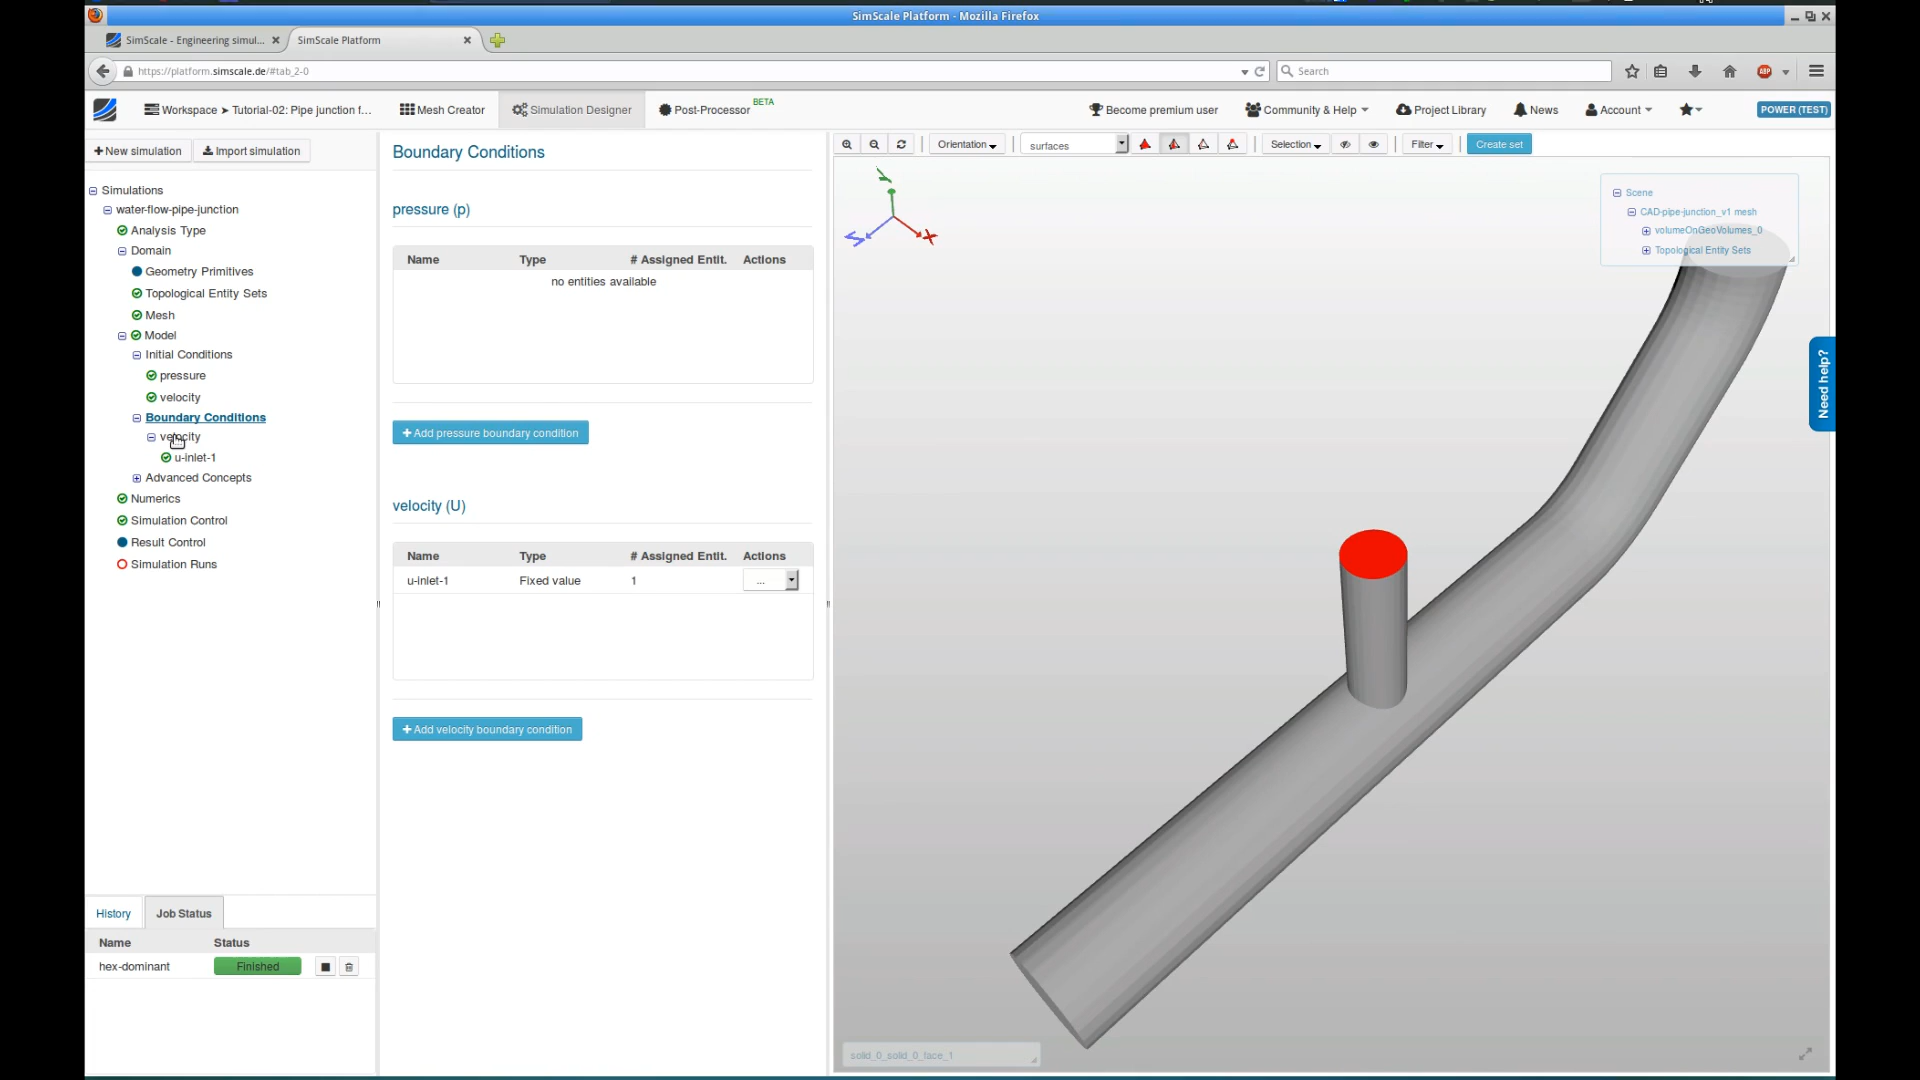 SimScale Platform - Mozilla Firefox
SimScale - Engineering simul...
SimScale Platform
https://platform.simscale.de/#tab_2-0
Search
ABP
Workspace ➤ Tutorial-02: Pipe junction f...
Mesh Creator
Simulation Designer
Post-Processor BETA
Become premium user
Community & Help
Project Library
News
Account
POWER (TEST)
New simulation
Import simulation
Boundary Conditions
Orientation
surfaces
Selection
Filter
Create set
Simulations
water-flow-pipe-junction
Analysis Type
Domain
Geometry Primitives
Topological Entity Sets
Mesh
Model
Initial Conditions
pressure
velocity
Boundary Conditions
velocity
u-inlet-1
Advanced Concepts
Numerics
Simulation Control
Result Control
Simulation Runs
pressure (p)
Name Type # Assigned Entit. Actions
no entities available
Add pressure boundary condition
velocity (U)
Name Type # Assigned Entit. Actions
u-inlet-1 Fixed value 1 ...
Add velocity boundary condition
Y
Z
X
Scene
CAD-pipe-junction_v1 mesh
volumeOnGeoVolumes_0
Topological Entity Sets
Need help?
History
Job Status
Name Status
hex-dominant Finished
solid_0_solid_0_face_1